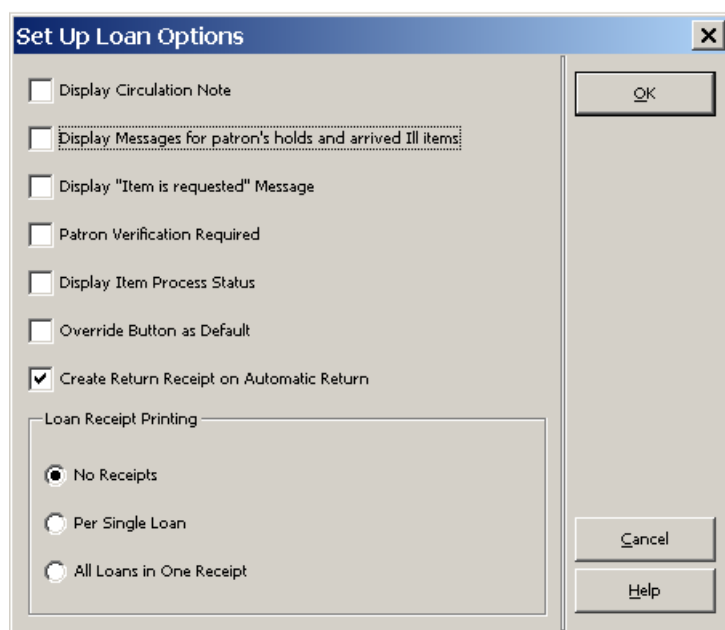 Set Up Loan Options
Display Circulation Note
Display Messages for patron's holds and arrived Ill items
Display "Item is requested" Message
Patron Verification Required
Display Item Process Status
Override Button as Default
Create Return Receipt on Automatic Return
Loan Receipt Printing
No Receipts
Per Single Loan
All Loans in One Receipt
OK
Cancel
Help